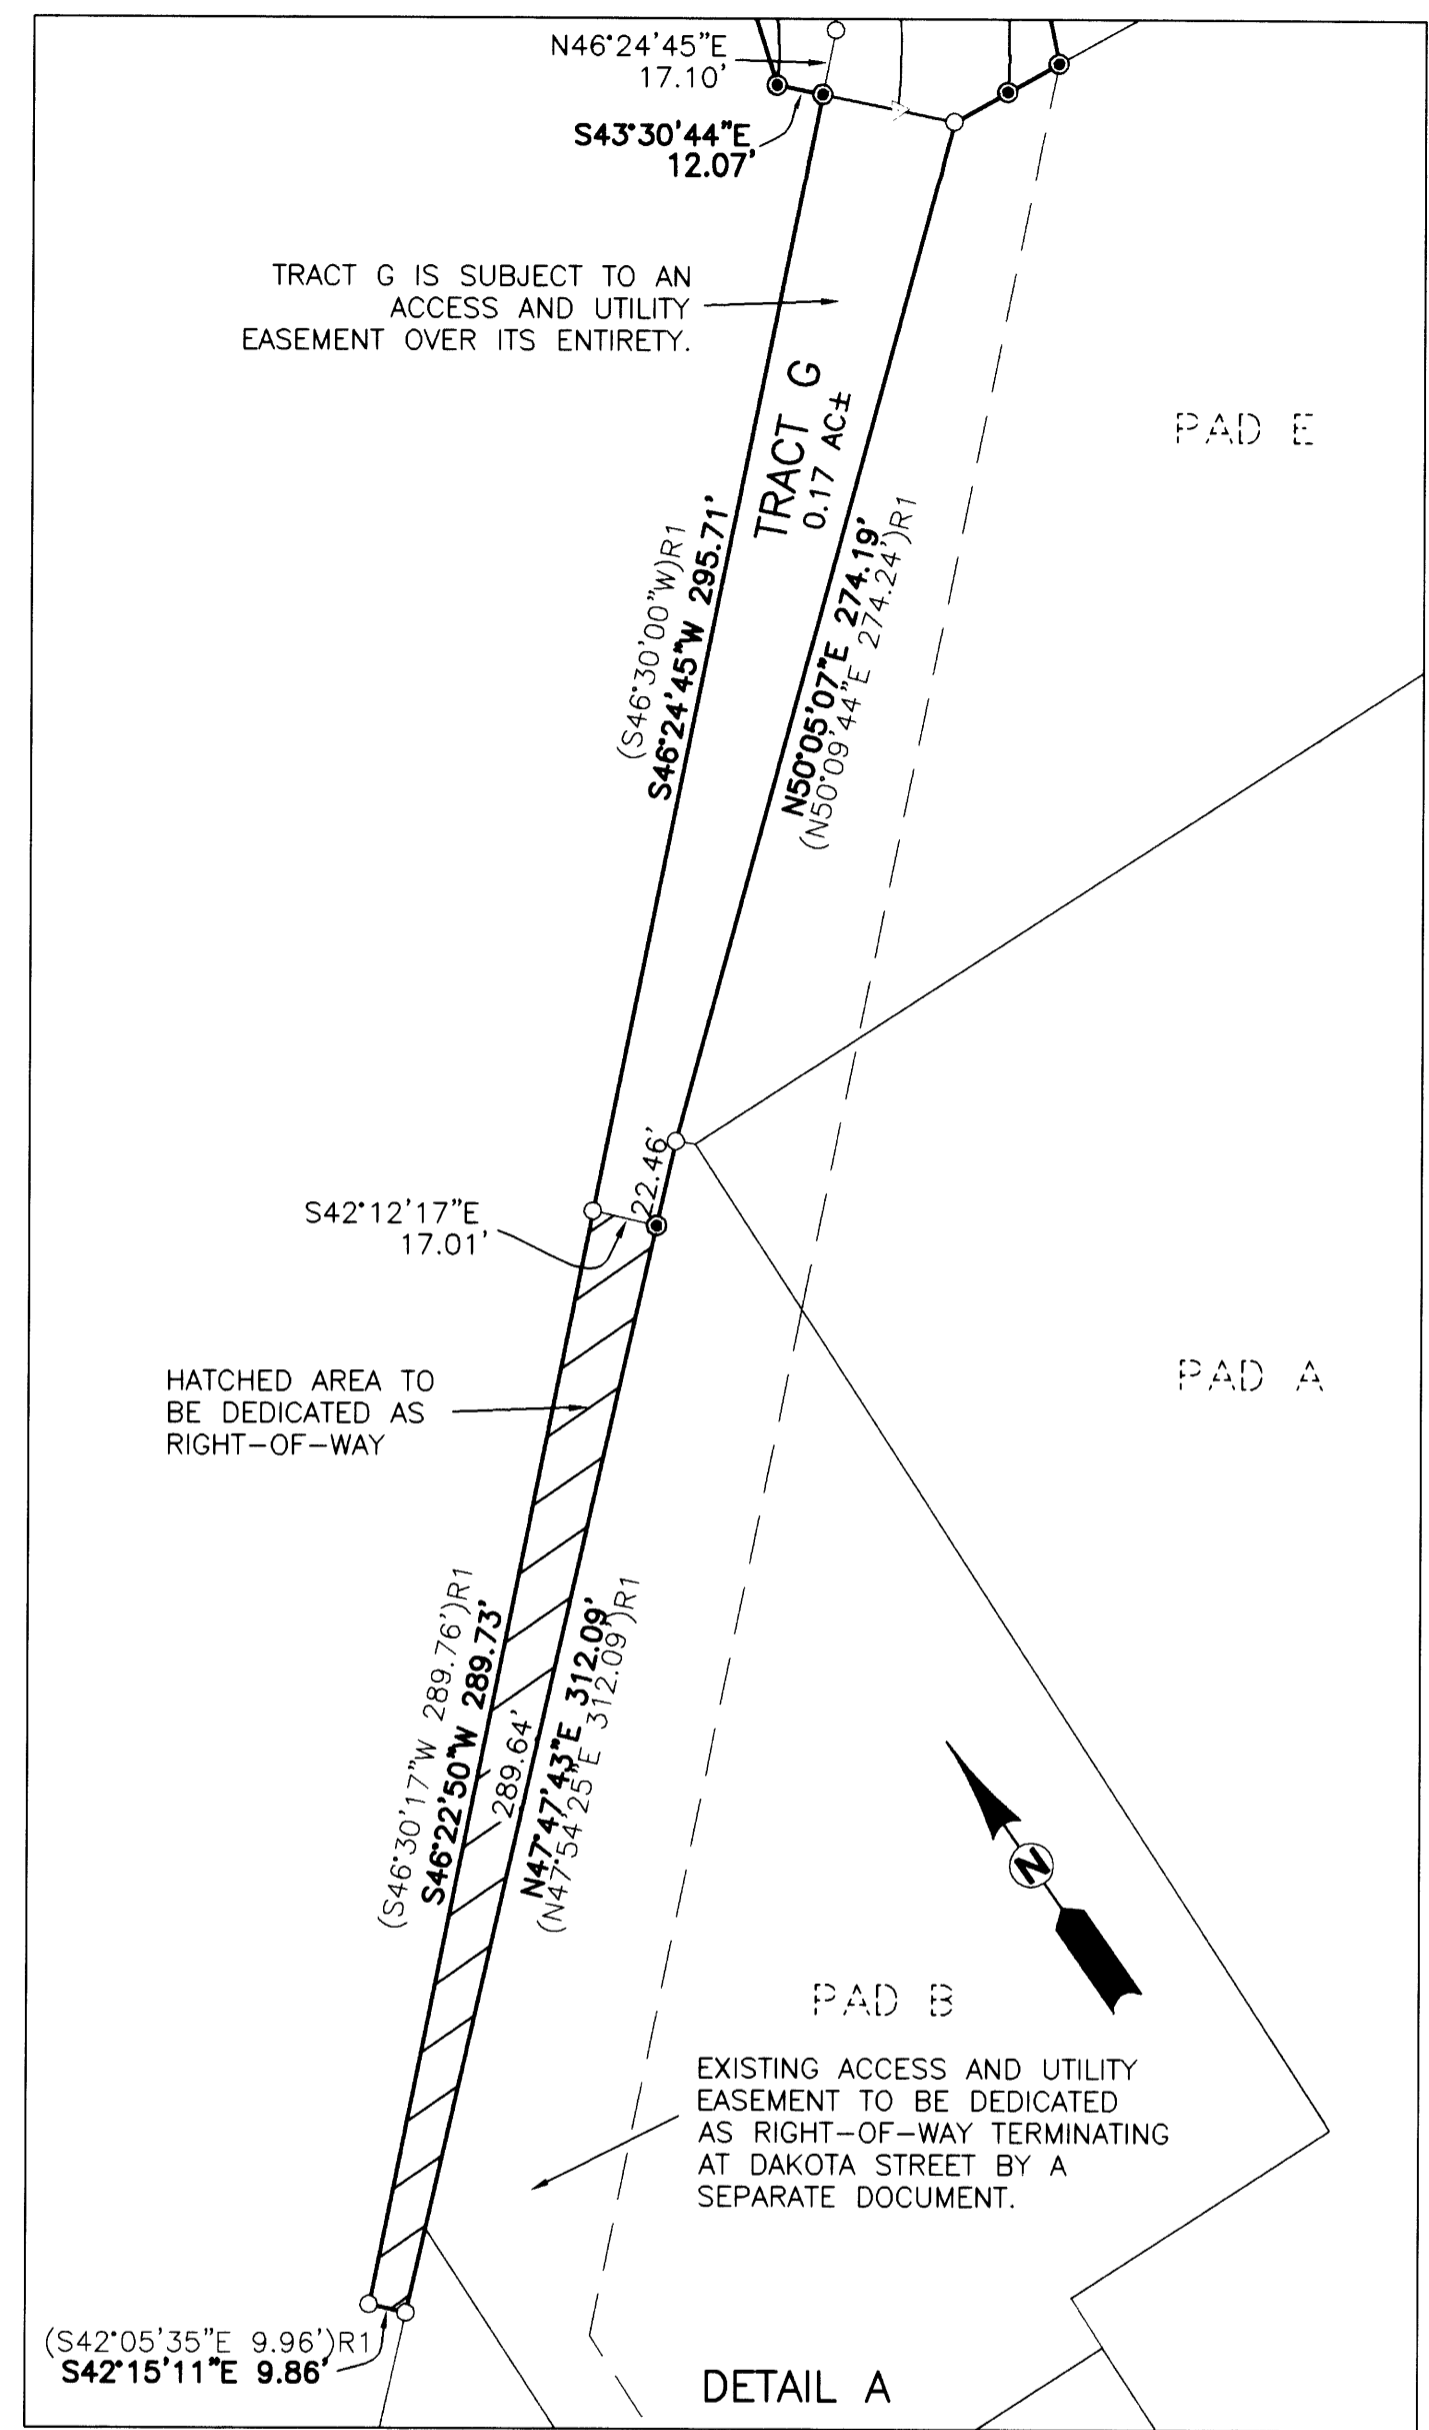 N46°24'45"E
17.10'
S43°30'44"E
12.07'
TRACT G IS SUBJECT TO AN
ACCESS AND UTILITY
EASEMENT OVER ITS ENTIRETY.
TRACT G
0.17 AC±
PAD E
(S46°30'00"W)R1
S46°24'45"W 295.71'
N50°05'07"E 274.19'
(N50°09'44"E 274.24')R1
22.46'
S42°12'17"E
17.01'
HATCHED AREA TO
BE DEDICATED AS
RIGHT-OF-WAY
PAD A
(S46°30'17"W 289.76')R1
S46°22'50"W 289.73'
289.64'
N47°47'43"E 312.09'
(N47°54'25"E 312.09')R1
N
PAD B
EXISTING ACCESS AND UTILITY
EASEMENT TO BE DEDICATED
AS RIGHT-OF-WAY TERMINATING
AT DAKOTA STREET BY A
SEPARATE DOCUMENT.
(S42°05'35"E 9.96')R1
S42°15'11"E 9.86'
DETAIL A